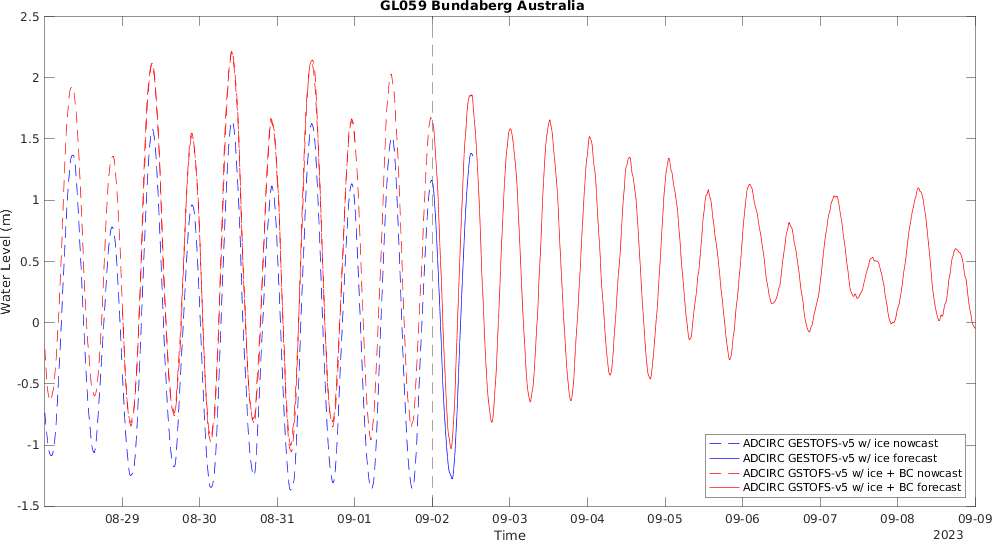 GL059 Bundaberg Australia
2.5
2
1.5
1
0.5
0
-0.5
-1
-1.5
Water Level (m)
08-29 08-30 08-31 09-01 09-02 09-03 09-04 09-05 09-06 09-07 09-08 09-09
Time
2023
ADCIRC GESTOFS-v5 w/ ice nowcast
ADCIRC GESTOFS-v5 w/ ice forecast
ADCIRC GSTOFS-v5 w/ ice + BC nowcast
ADCIRC GSTOFS-v5 w/ ice + BC forecast